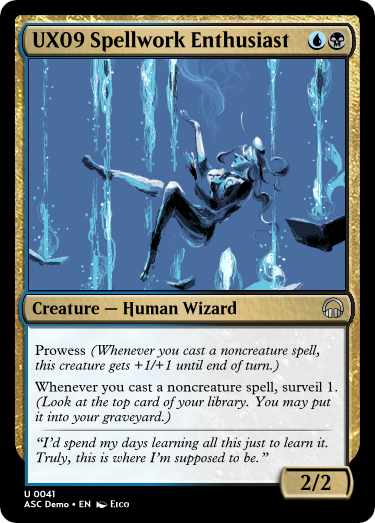 UX09 Spellwork Enthusiast
Creature — Human Wizard
Prowess (Whenever you cast a noncreature spell,
this creature gets +1/+1 until end of turn.)
Whenever you cast a noncreature spell, surveil 1.
(Look at the top card of your library. You may put
it into your graveyard.)
“I'd spend my days learning all this just to learn it.
Truly, this is where I'm supposed to be.”
2/2
U 0041
ASC Demo • EN Eico